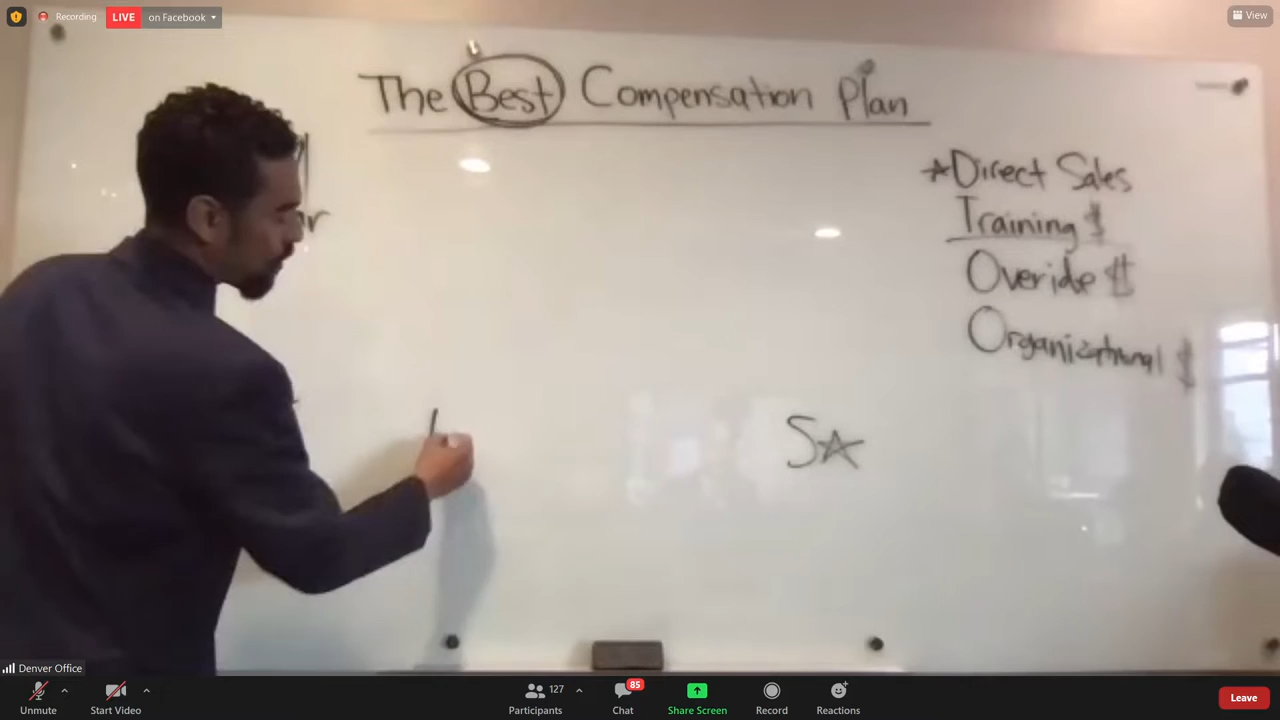 Recording
LIVE on Facebook
View
The Best Compensation Plan
Direct Sales
Training $
Overide $
Organizational $
S
Denver Office
Unmute
Start Video
127
Participants
85
Chat
Share Screen
Record
Reactions
Leave